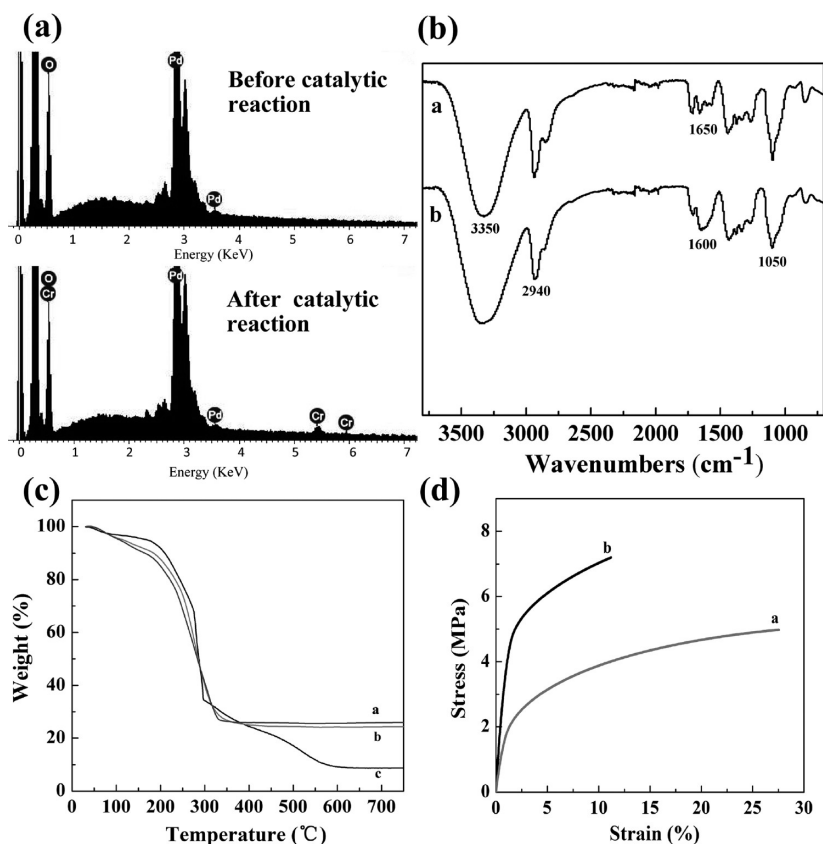 (a)
O
Pd
Before catalytic
reaction
Pd
0 1 2 3 4 5 6 7
Energy (KeV)
O
Cr
Pd
After catalytic
reaction
Pd
Cr
Cr
0 1 2 3 4 5 6 7
Energy (KeV)
(b)
a
1650
b
3350
1600
1050
2940
3500 3000 2500 2000 1500 1000
Wavenumbers (cm-1)
(c)
100
80
60
40
20
0
a
b
c
0 100 200 300 400 500 600 700
Temperature (℃)
Weight (%)
(d)
8
6
4
2
0
b
a
0 5 10 15 20 25 30
Strain (%)
Stress (MPa)